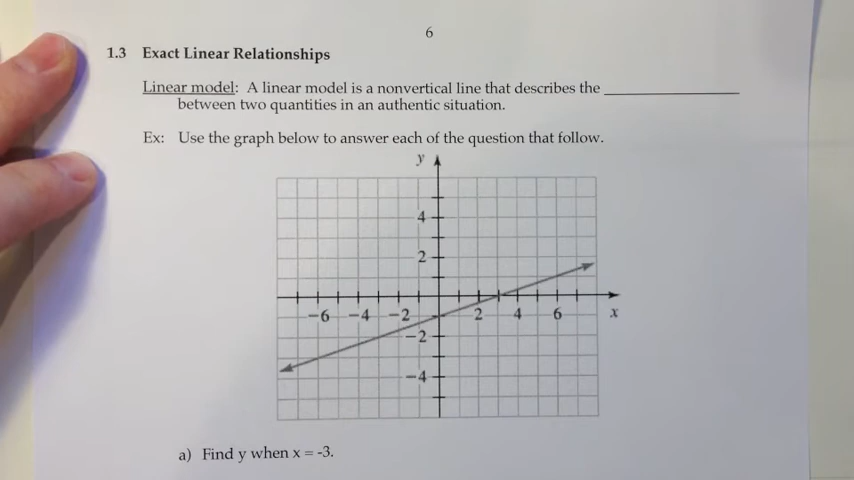 6
1.3 Exact Linear Relationships
Linear model: A linear model is a nonvertical line that describes the ____________________
between two quantities in an authentic situation.
Ex: Use the graph below to answer each of the question that follow.
y
4
2
−6 −4 −2 2 4 6 x
−2
−4
a) Find y when x = -3.